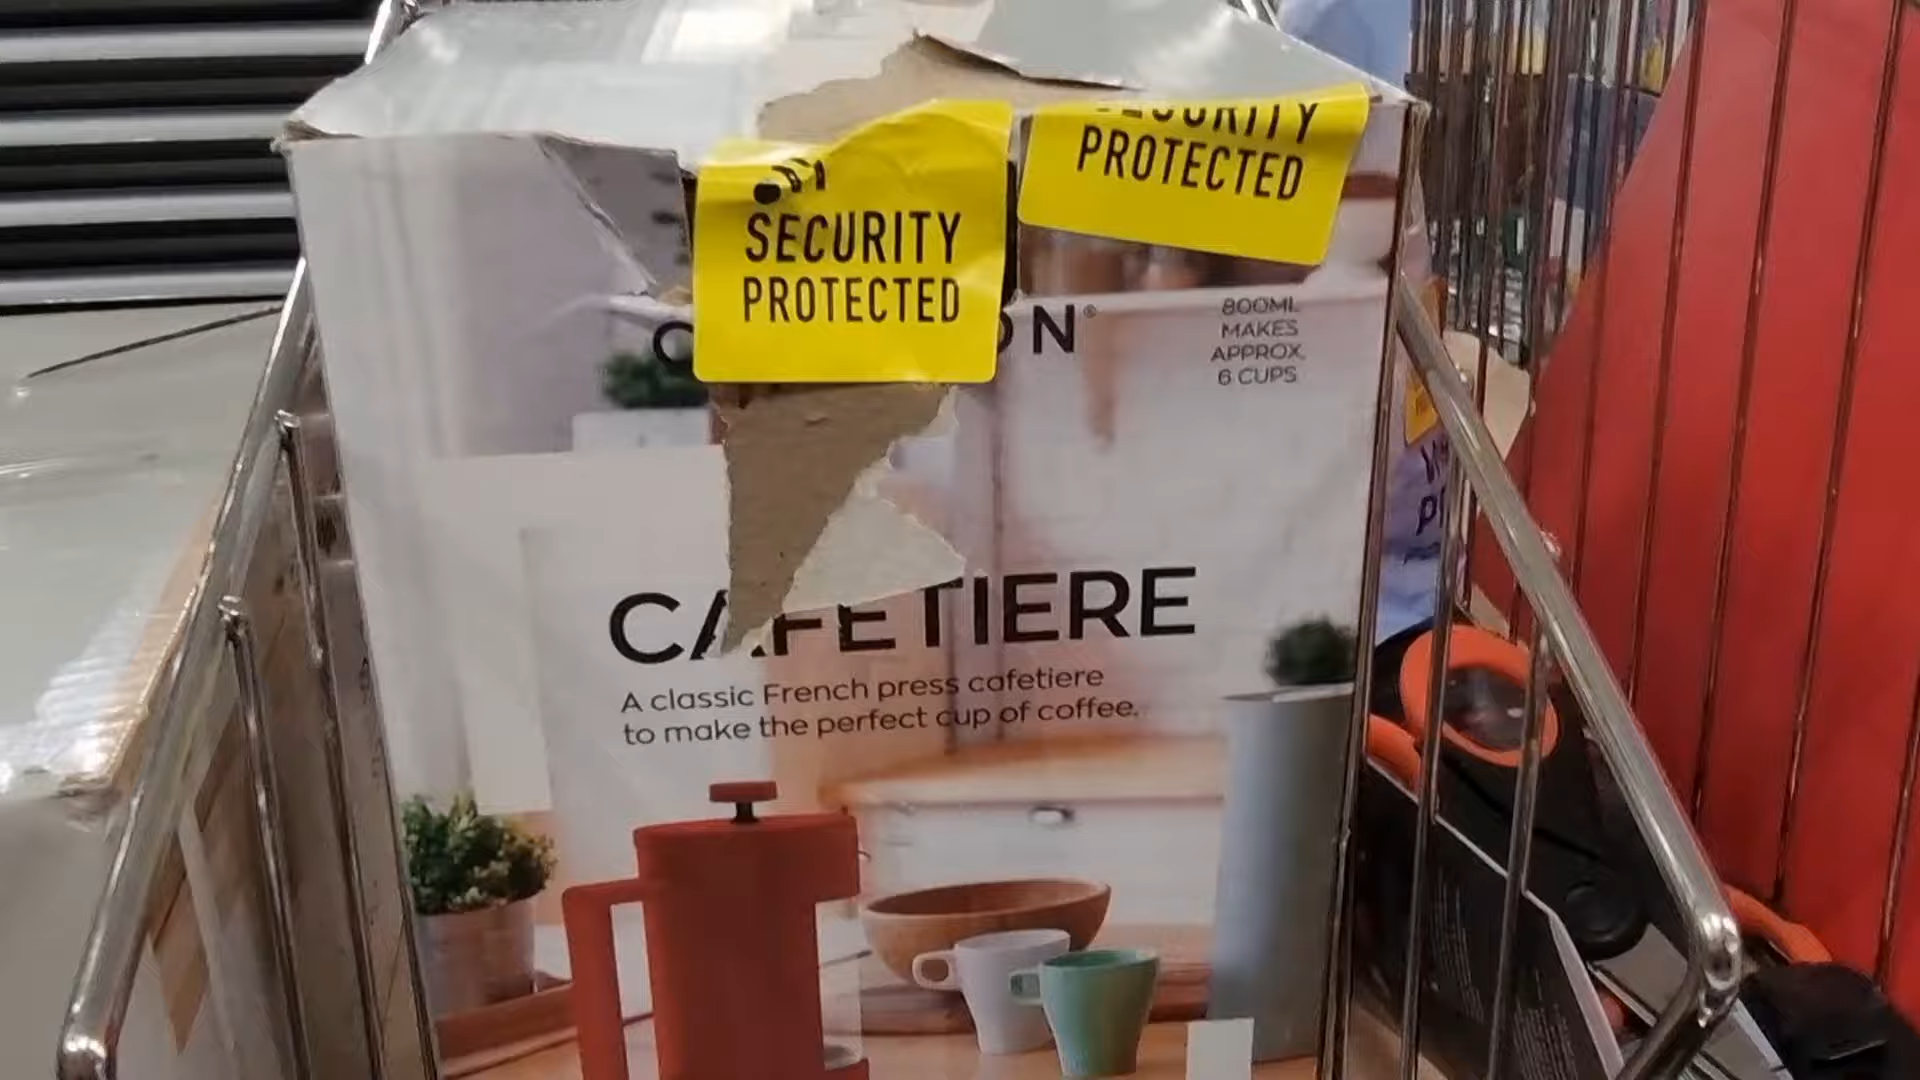 SECURITY
PROTECTED
PROTECTED
800ML
MAKES
APPROX.
6 CUPS
CAFETIERE
A classic French press cafetiere
to make the perfect cup of coffee.